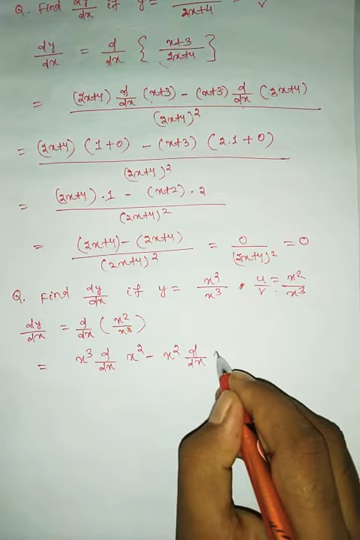 Q. Find dy/dx if y = /2x+4
dy/dx = d/dx { x+3/2x+4 }
= (2x+4) d/dx (x+3) - (x+3) d/dx (2x+4) / (2x+4)²
= (2x+4) (1+0) - (x+3) (2.1+0) / (2x+4)²
= (2x+4).1 - (x+2).2 / (2x+4)²
= (2x+4) - (2x+4) / (2x+4)² = 0/(2x+4)² = 0
Q. Find dy/dx if y = x²/x³ . u/v = x²/x³
dy/dx = d/dx (x²/x³)
= x³ d/dx x² - x² d/dx